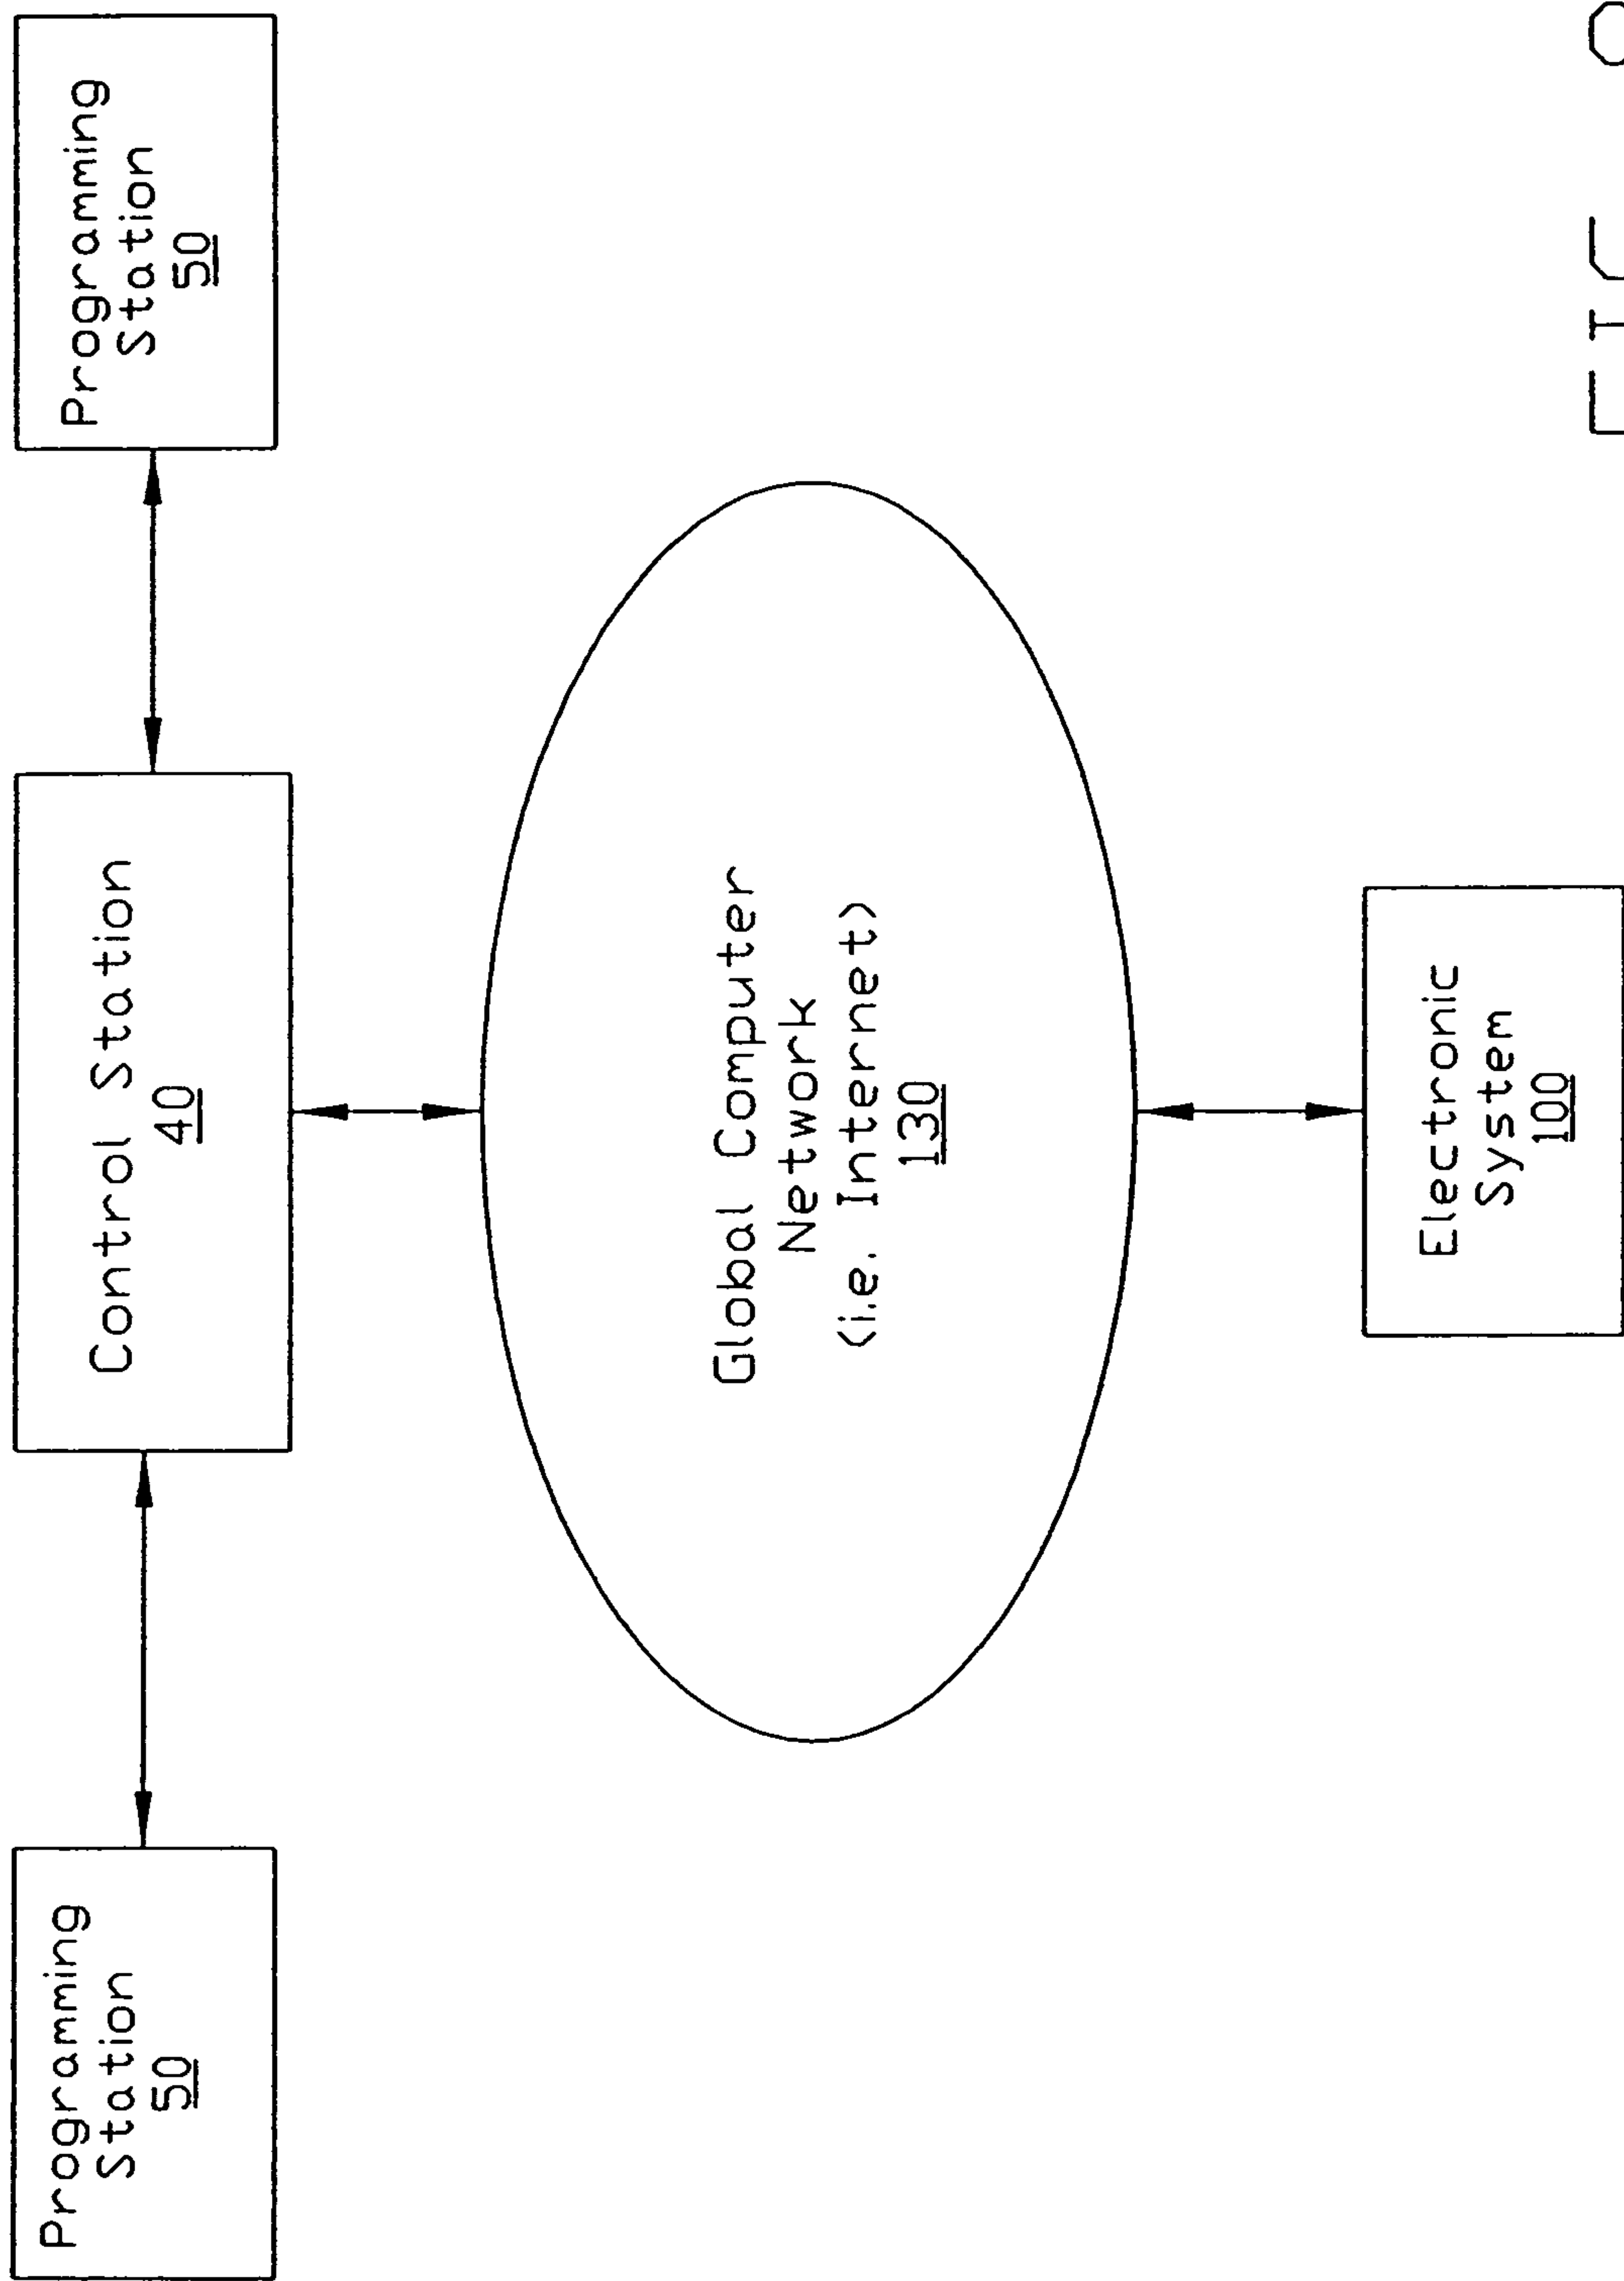 Programming
Station
50
Control Station
40
Programming
Station
50
Global Computer
Network
(i.e. Internet)
130
Electronic
System
100